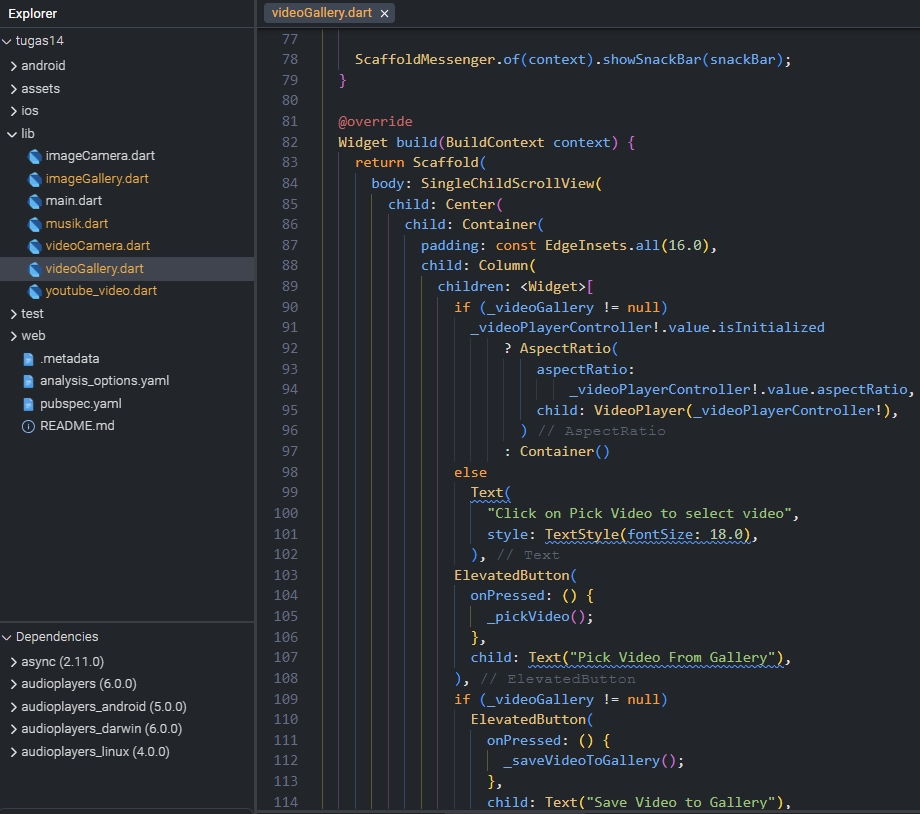 Explorer
tugas14
android
assets
ios
lib
imageCamera.dart
imageGallery.dart
main.dart
musik.dart
videoCamera.dart
videoGallery.dart
youtube_video.dart
test
web
.metadata
analysis_options.yaml
pubspec.yaml
README.md
Dependencies
async (2.11.0)
audioplayers (6.0.0)
audioplayers_android (5.0.0)
audioplayers_darwin (6.0.0)
audioplayers_linux (4.0.0)
videoGallery.dart ×
77
78 ScaffoldMessenger.of(context).showSnackBar(snackBar);
79 }
80
81 @override
82 Widget build(BuildContext context) {
83 return Scaffold(
84 body: SingleChildScrollView(
85 child: Center(
86 child: Container(
87 padding: const EdgeInsets.all(16.0),
88 child: Column(
89 children: <Widget>[
90 if (_videoGallery != null)
91 _videoPlayerController!.value.isInitialized
92 ? AspectRatio(
93 aspectRatio:
94 _videoPlayerController!.value.aspectRatio,
95 child: VideoPlayer(_videoPlayerController!),
96 ) // AspectRatio
97 : Container()
98 else
99 Text(
100 "Click on Pick Video to select video",
101 style: TextStyle(fontSize: 18.0),
102 ), // Text
103 ElevatedButton(
104 onPressed: () {
105 _pickVideo();
106 },
107 child: Text("Pick Video From Gallery"),
108 ), // ElevatedButton
109 if (_videoGallery != null)
110 ElevatedButton(
111 onPressed: () {
112 _saveVideoToGallery();
113 },
114 child: Text("Save Video to Gallery"),